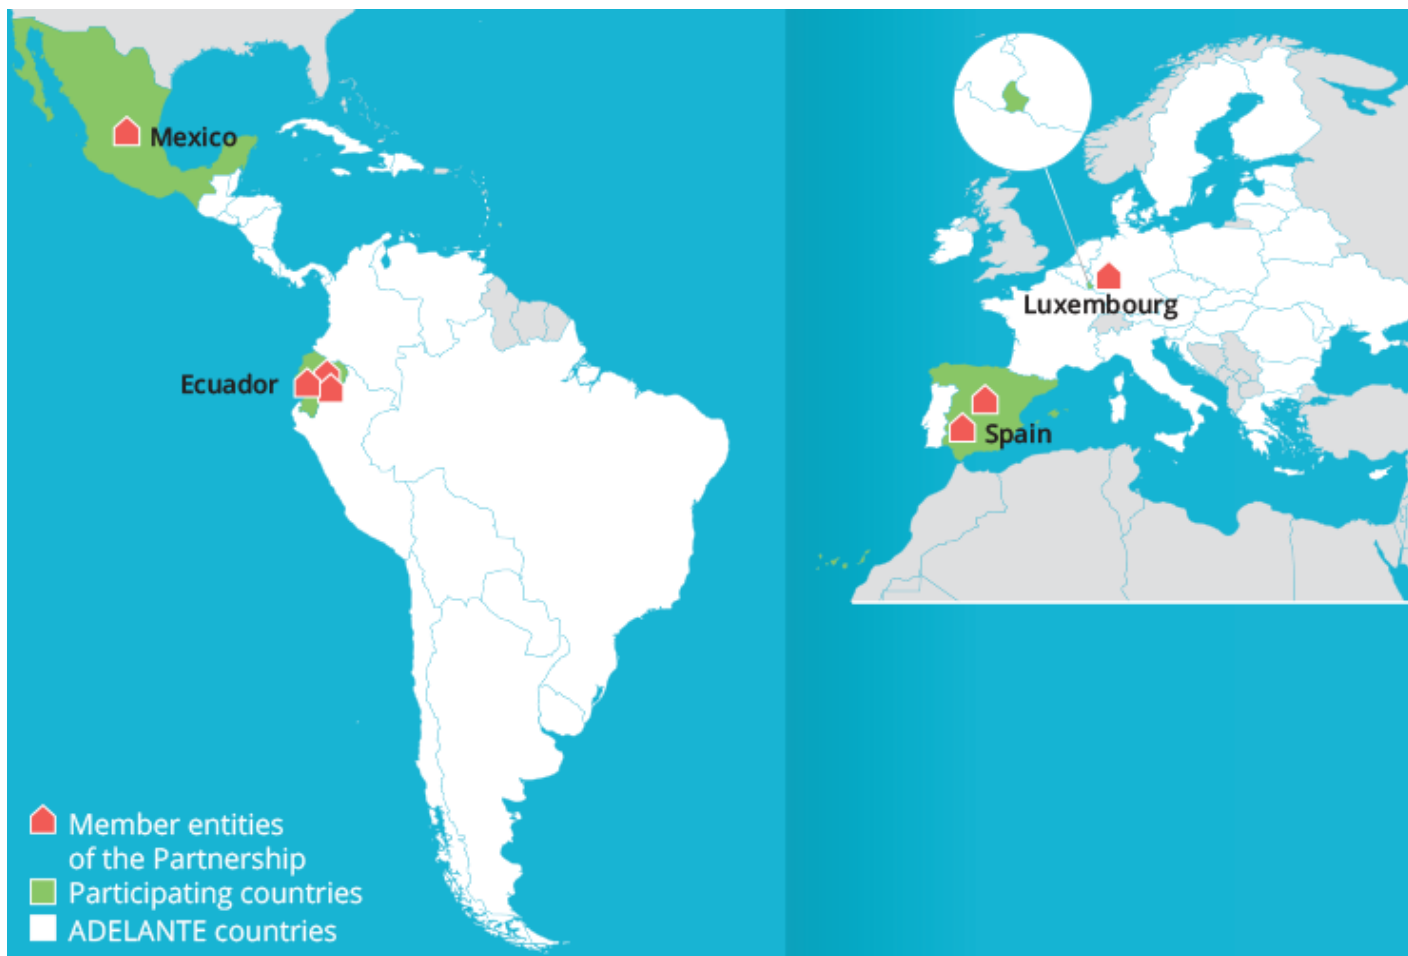 Mexico
Luxembourg
Ecuador
Spain
Member entities
of the Partnership
Participating countries
ADELANTE countries